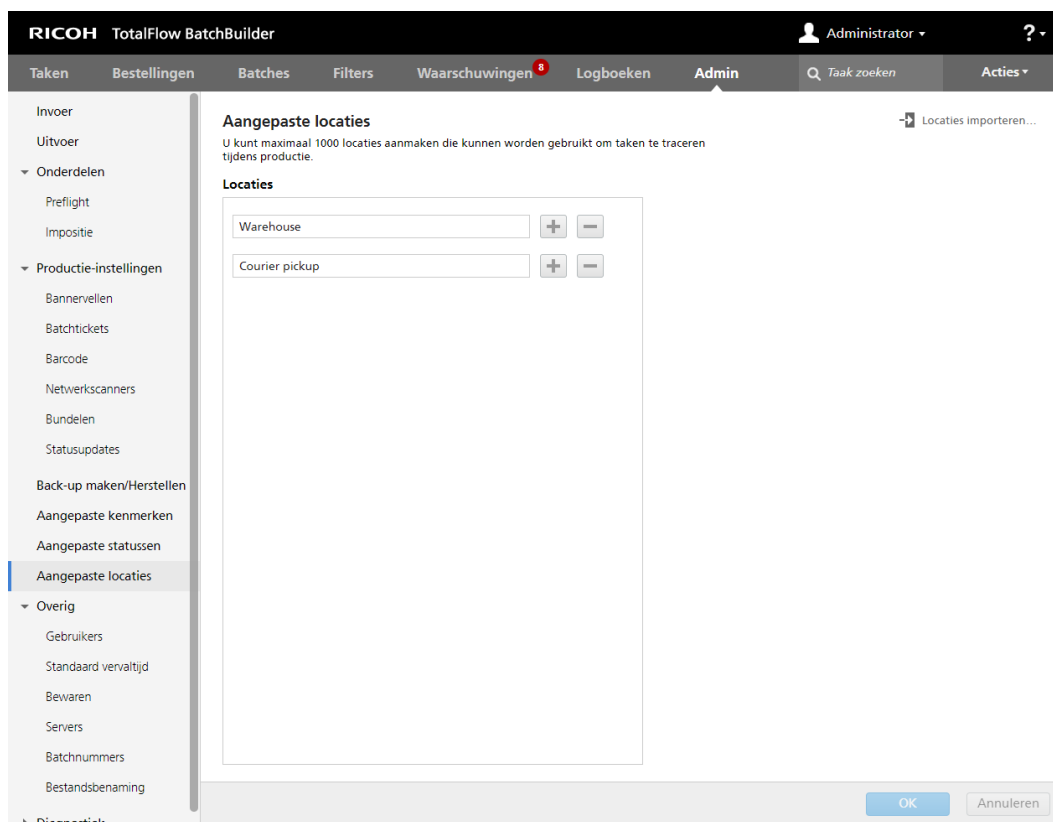 RICOH TotalFlow BatchBuilder
Administrator
?
Taken Bestellingen Batches Filters Waarschuwingen 8 Logboeken Admin Taak zoeken Acties
Invoer
Uitvoer
Onderdelen
Preflight
Impositie
Productie-instellingen
Bannervellen
Batchtickets
Barcode
Netwerkscanners
Bundelen
Statusupdates
Back-up maken/Herstellen
Aangepaste kenmerken
Aangepaste statussen
Aangepaste locaties
Overig
Gebruikers
Standaard vervaltijd
Bewaren
Servers
Batchnummers
Bestandsbenaming
Aangepaste locaties
Locaties importeren...
U kunt maximaal 1000 locaties aanmaken die kunnen worden gebruikt om taken te traceren
tijdens productie.
Locaties
Warehouse
Courier pickup
OK Annuleren